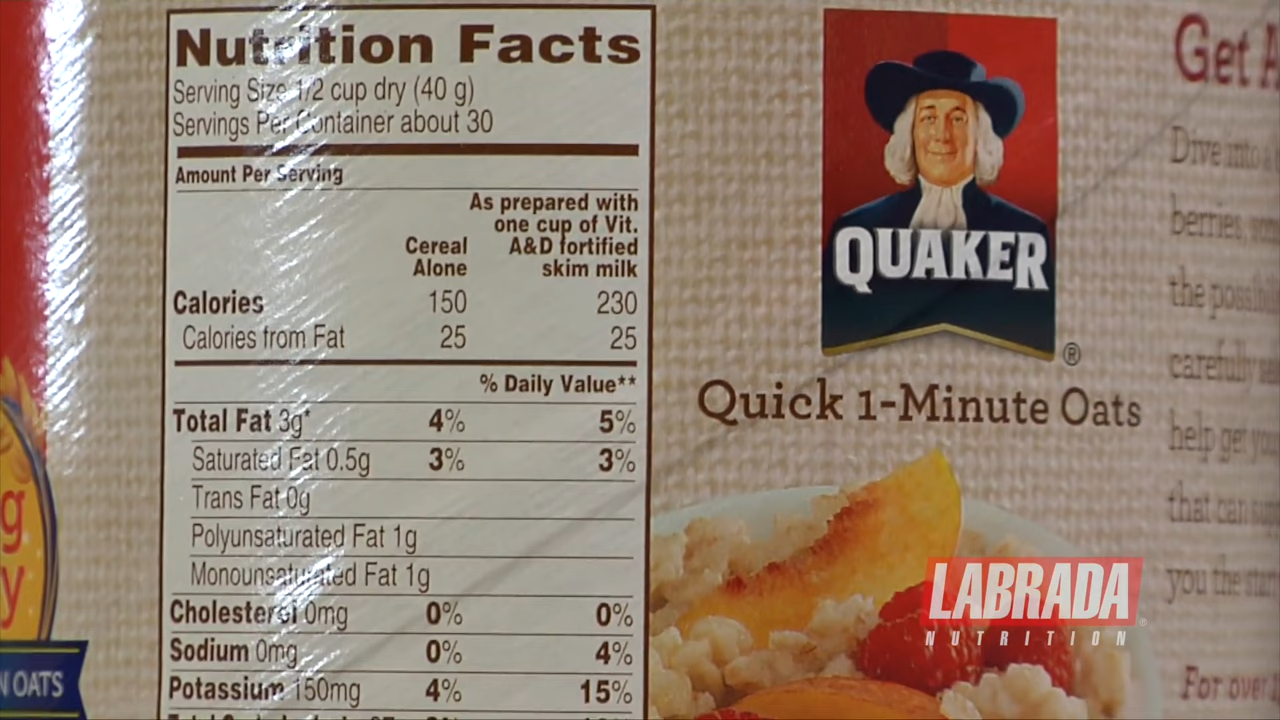 Nutrition Facts
Serving Size 1/2 cup dry (40 g)
Servings Per Container about 30
Amount Per Serving
Cereal Alone
As prepared with one cup of Vit. A&D fortified skim milk
Calories 150 230
Calories from Fat 25 25
% Daily Value**
Total Fat 3g* 4% 5%
Saturated Fat 0.5g 3% 3%
Trans Fat 0g
Polyunsaturated Fat 1g
Monounsaturated Fat 1g
Cholesterol 0mg 0% 0%
Sodium 0mg 0% 4%
Potassium 150mg 4% 15%
QUAKER
®
Quick 1-Minute Oats
Get
Dive into a
berries,
the
carefully
help get you
that can
you the start
For over
g
y
OATS
LABRADA
NUTRITION